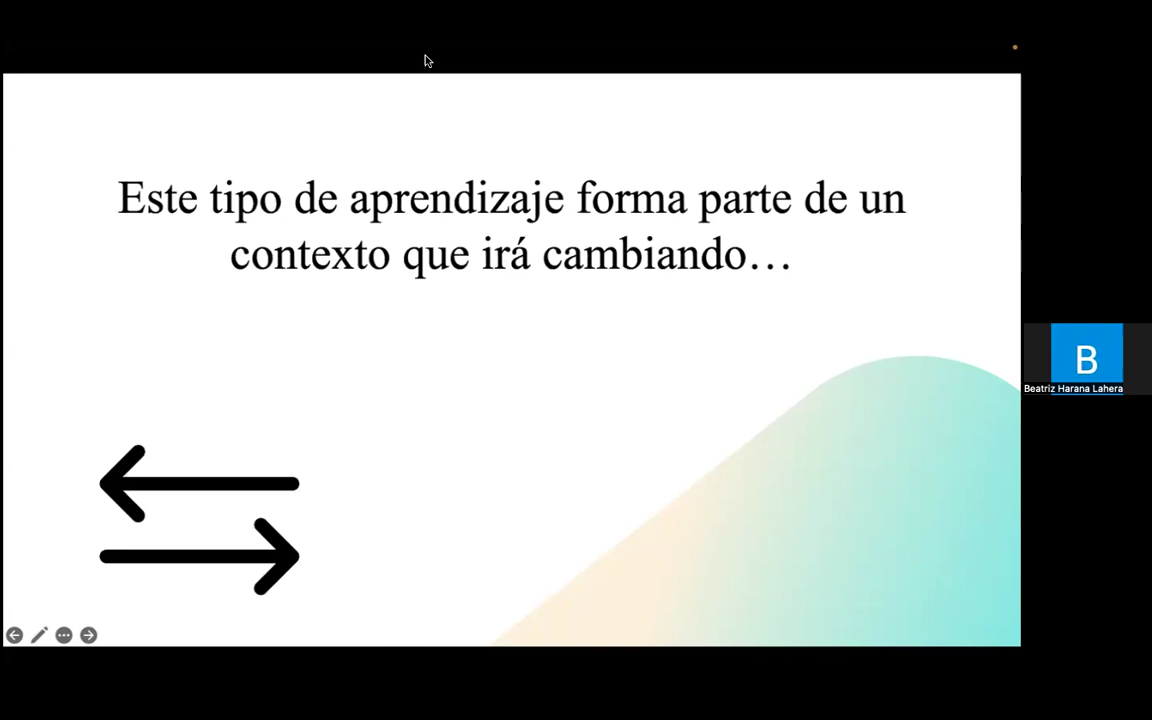 Este tipo de aprendizaje forma parte de un
contexto que irá cambiando…
B
Beatriz Harana Lahera